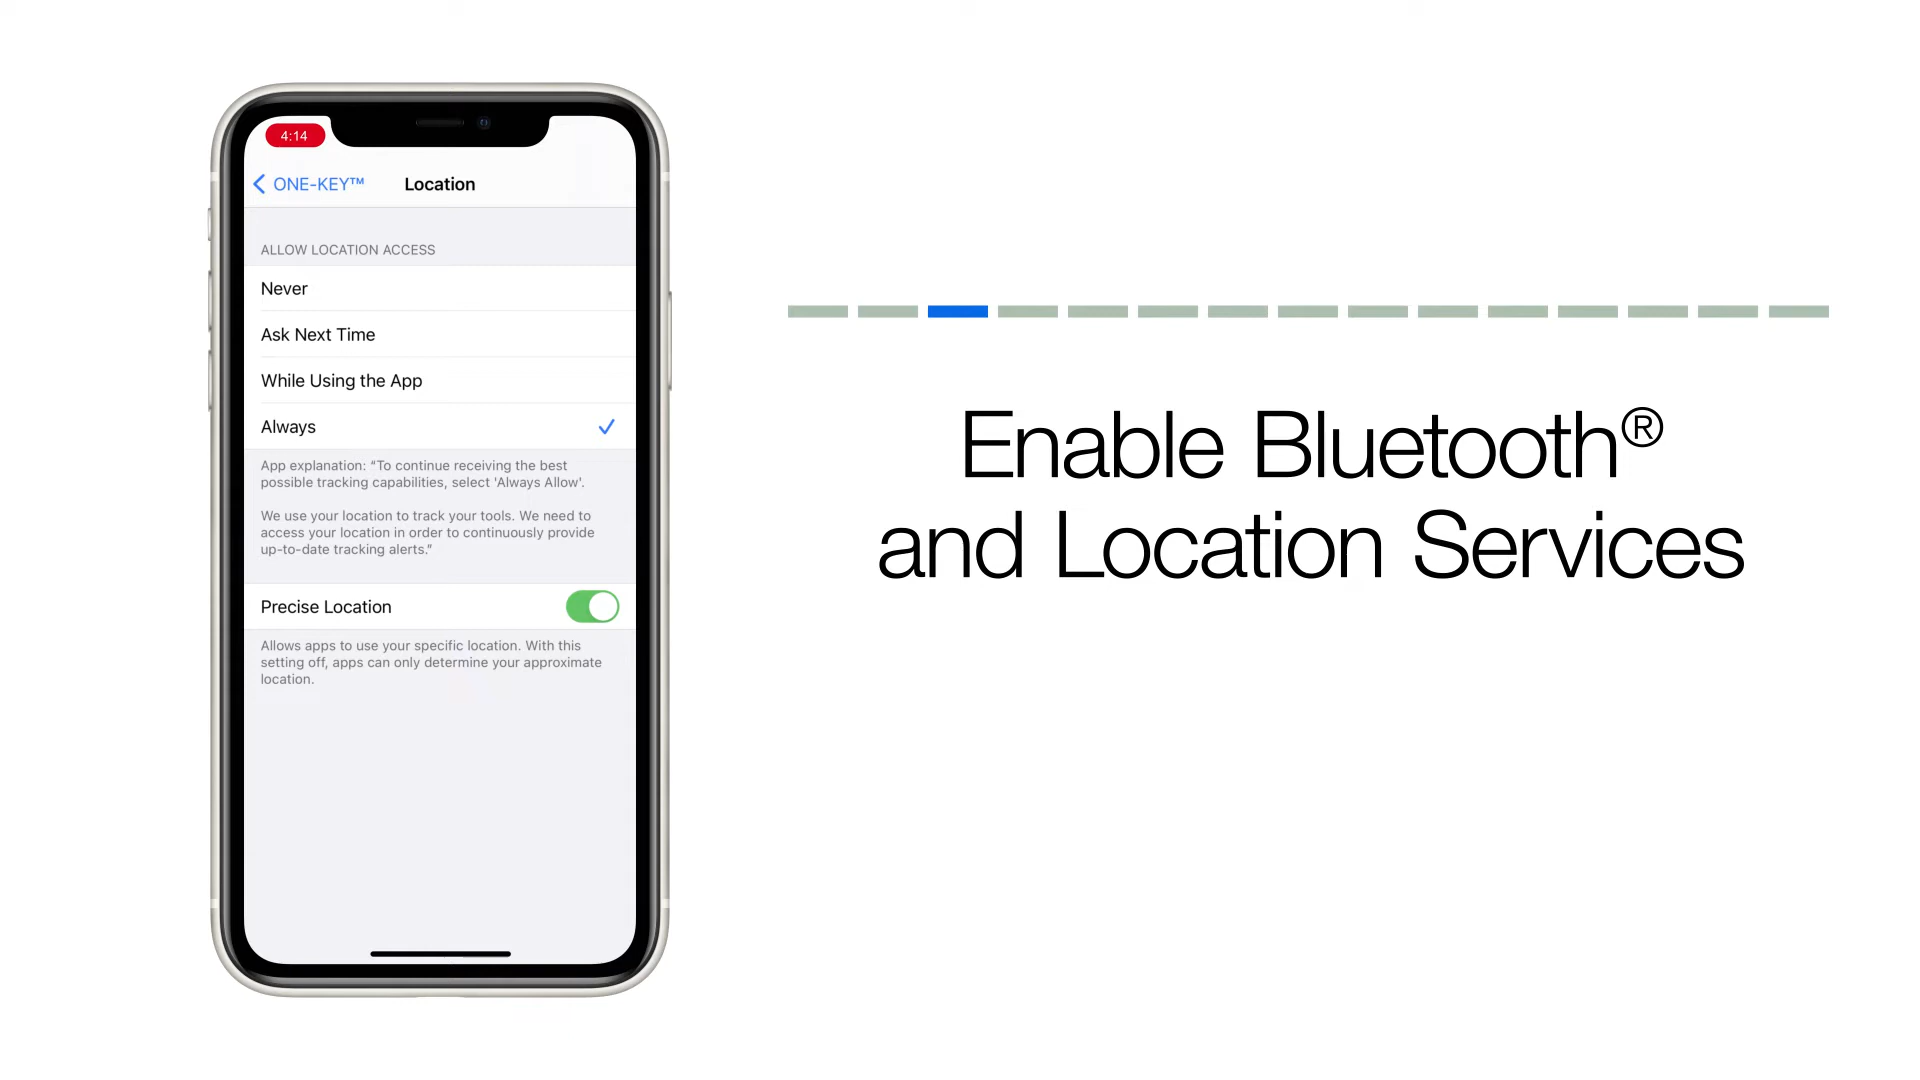 4:14
ONE-KEY™
Location
ALLOW LOCATION ACCESS
Never
Ask Next Time
While Using the App
Always
App explanation: “To continue receiving the best
possible tracking capabilities, select 'Always Allow'.
We use your location to track your tools. We need to
access your location in order to continuously provide
up-to-date tracking alerts.”
Precise Location
Allows apps to use your specific location. With this
setting off, apps can only determine your approximate
location.
Enable Bluetooth®
and Location Services